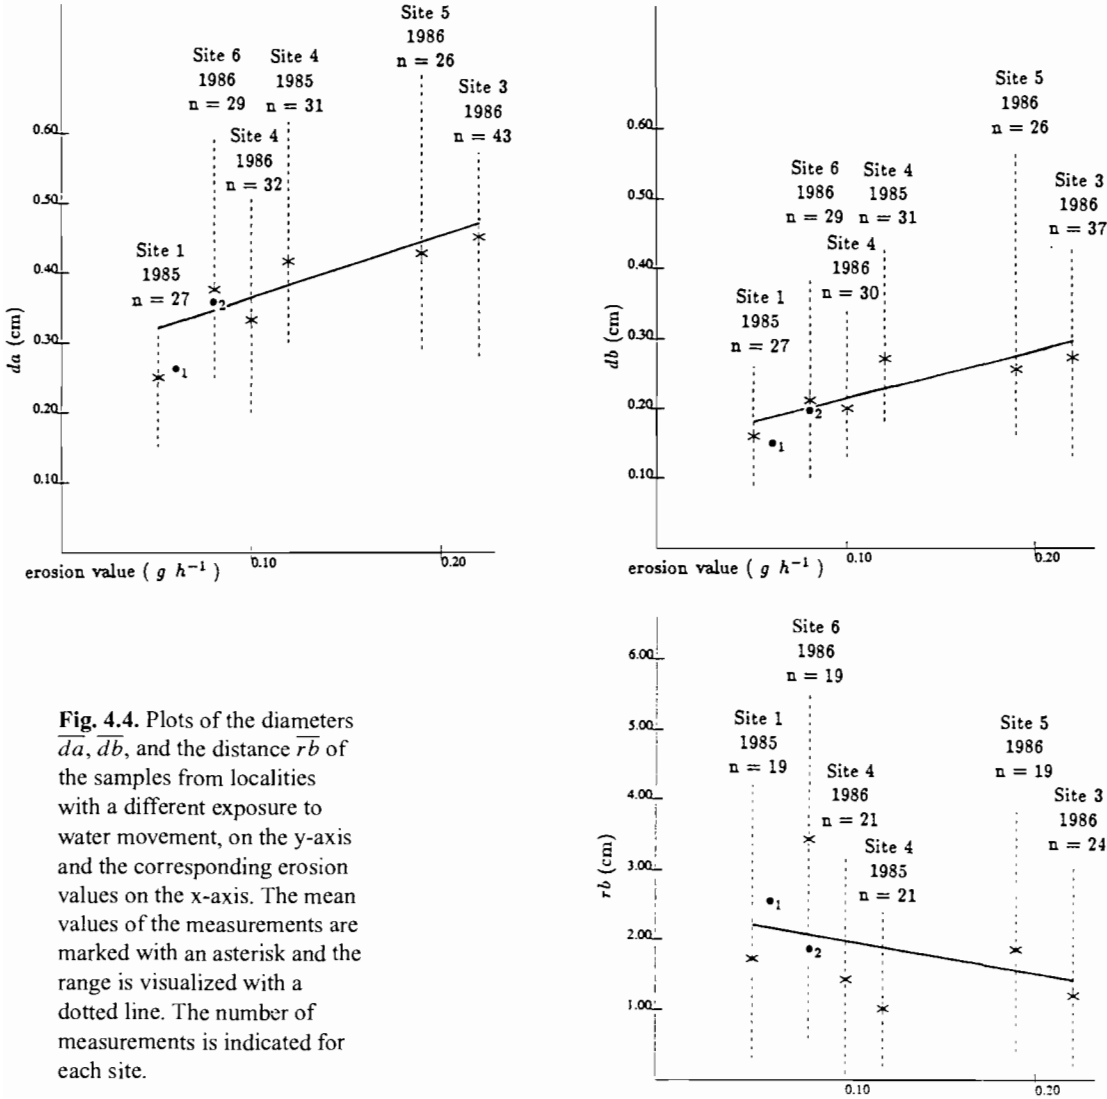 Site 5
1986
n = 26
Site 6
1986
n = 29
Site 4
1985
n = 31
Site 3
1986
n = 43
Site 4
1986
n = 32
Site 1
1985
n = 27
0.60
0.50
0.40
0.30
0.20
0.10
da (cm)
2
1
erosion value ( g h⁻¹ )
0.10
0.20
Site 5
1986
n = 26
Site 6
1986
n = 29
Site 4
1985
n = 31
Site 3
1986
n = 37
Site 4
1986
n = 30
Site 1
1985
n = 27
0.60
0.50
0.40
0.30
0.20
0.10
db (cm)
2
1
erosion value ( g h⁻¹ )
0.10
0.20
Site 6
1986
n = 19
Site 1
1985
n = 19
Site 5
1986
n = 19
Site 4
1986
n = 21
Site 3
1986
n = 24
Site 4
1985
n = 21
6.00
5.00
4.00
3.00
2.00
1.00
rb (cm)
1
2
0.10
0.20
Fig. 4.4. Plots of the diameters
d̅a̅, d̅b̅, and the distance r̅b̅ of
the samples from localities
with a different exposure to
water movement, on the y-axis
and the corresponding erosion
values on the x-axis. The mean
values of the measurements are
marked with an asterisk and the
range is visualized with a
dotted line. The number of
measurements is indicated for
each site.